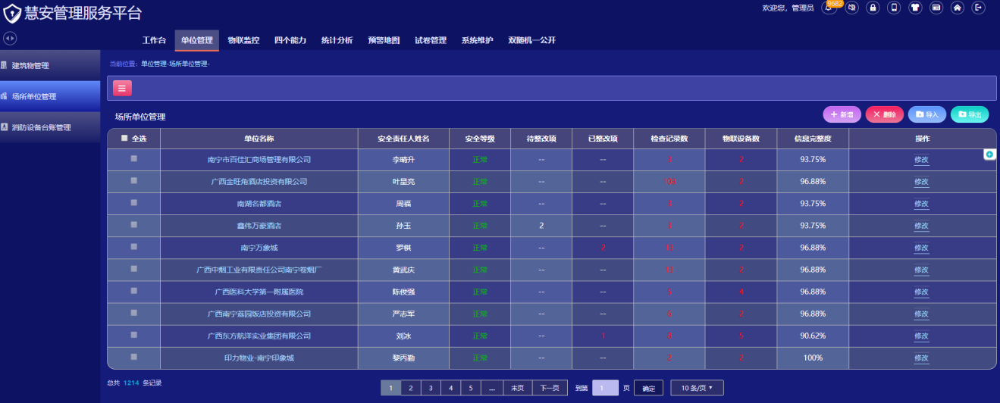 慧安管理服务平台
欢迎您，管理员 9682
工作台 单位管理 物联监控 四个能力 统计分析 预警地图 试卷管理 系统维护 双随机一公开
建筑物管理
场所单位管理
消防设备台账管理
当前位置：单位管理-场所单位管理-
场所单位管理
新增 删除 导入 导出
全选 单位名称 安全责任人姓名 安全等级 待整改项 已整改项 检查记录数 物联设备数 信息完整度 操作
南宁市百佳汇商场管理有限公司 李晴升 正常 -- -- 2 93.75% 修改
广西金旺角酒店投资有限公司 叶星亮 正常 -- -- 2 96.88% 修改
南湖名都酒店 周福 正常 -- -- 2 93.75% 修改
鑫伟万豪酒店 孙玉 正常 2 -- 2 93.75% 修改
南宁万象城 罗棋 正常 -- 2 2 96.88% 修改
广西中烟工业有限责任公司南宁卷烟厂 黄武庆 正常 -- -- 2 96.88% 修改
广西医科大学第一附属医院 陈俊强 正常 -- -- 5 4 96.88% 修改
广西南宁荔园饭店投资有限公司 严志军 正常 -- -- 2 96.88% 修改
广西东方航洋实业集团有限公司 刘冰 正常 -- 1 5 90.62% 修改
印力物业-南宁印象城 黎丙勤 正常 -- -- 2 100% 修改
总共 1214 条记录
1 2 3 4 5 ... 末页 下一页 到第 1 页 确定 10 条/页